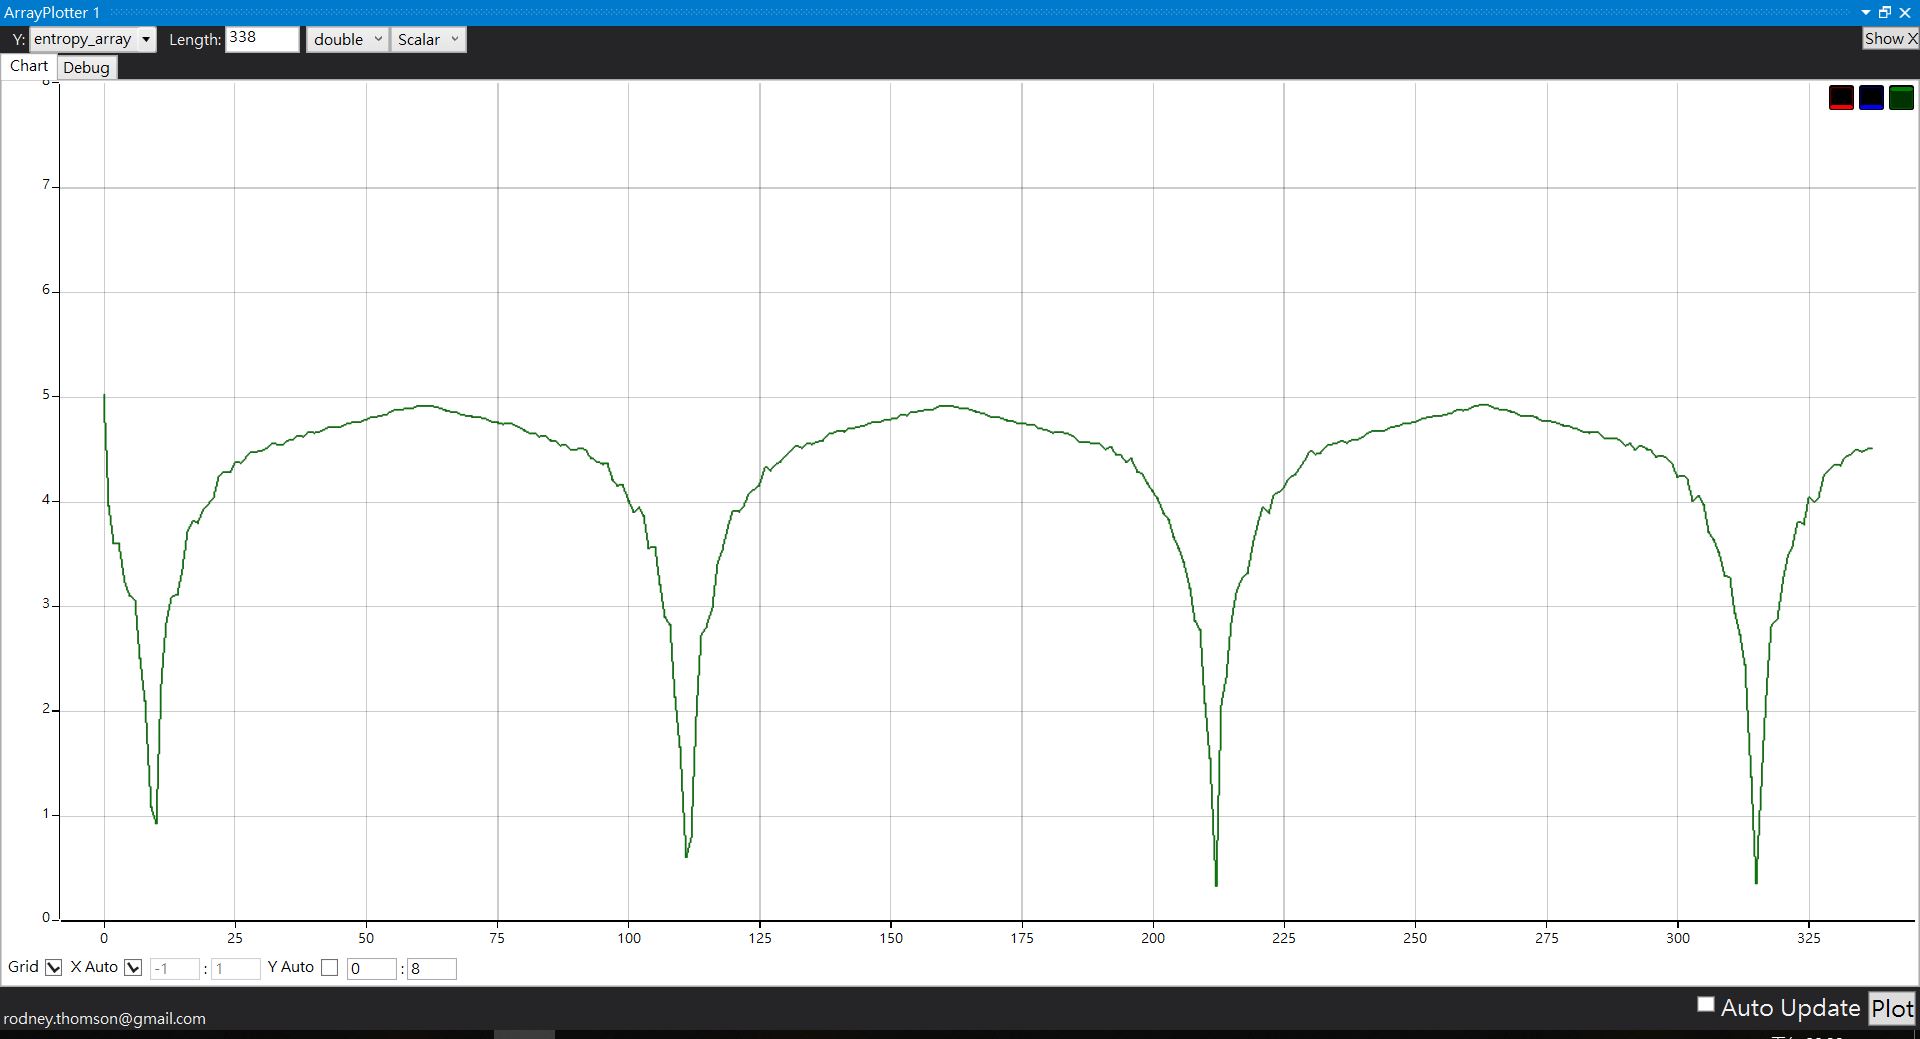 ArrayPlotter 1
Y: entropy_array Length: 338 double Scalar Show X
Chart Debug
8
7
6
5
4
3
2
1
0
0 25 50 75 100 125 150 175 200 225 250 275 300 325
Grid X Auto -1 : 1 Y Auto 0 : 8
Auto Update Plot
rodney.thomson@gmail.com